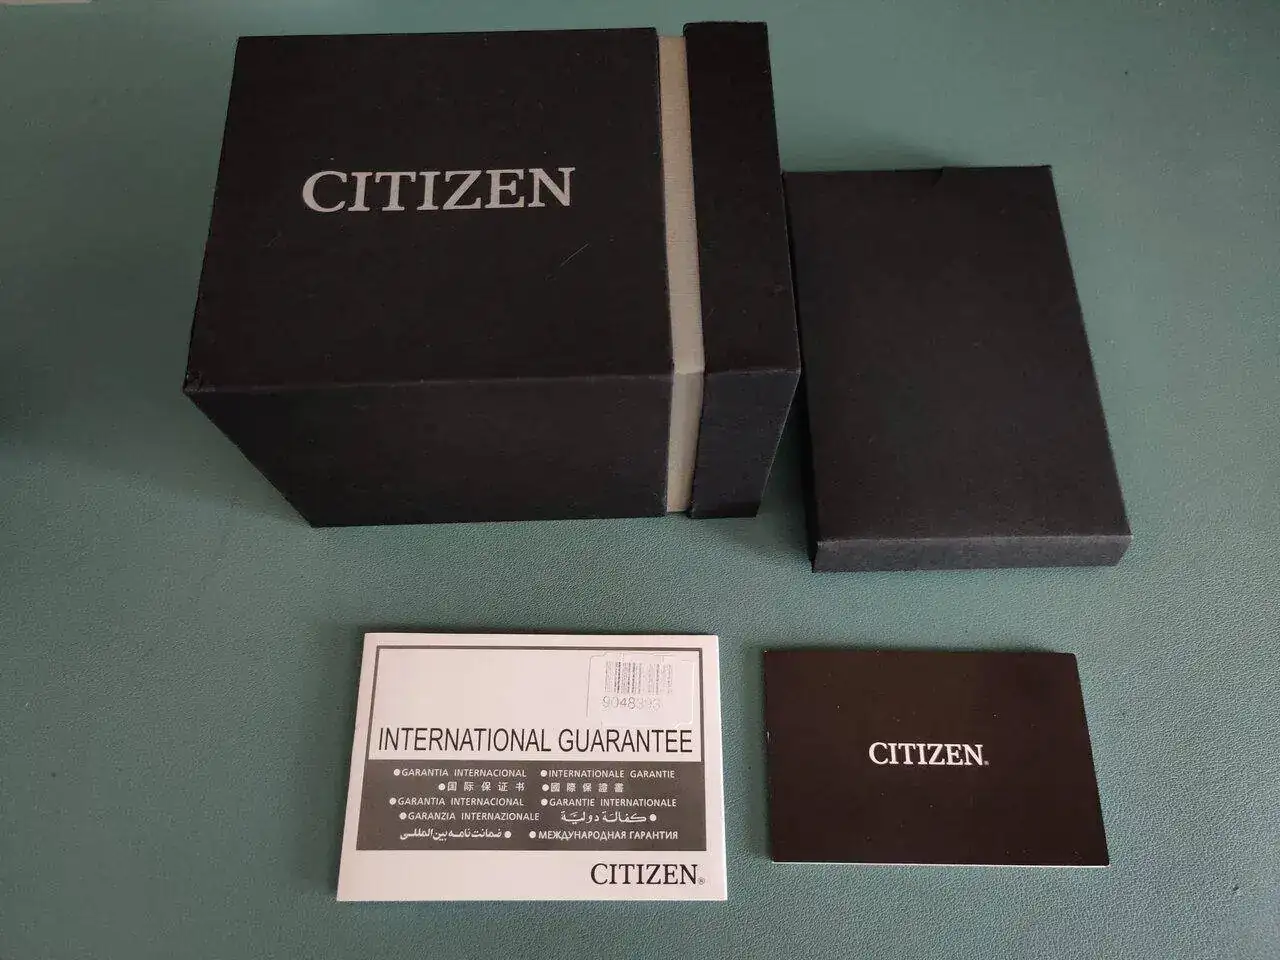 CITIZEN
9048393
INTERNATIONAL GUARANTEE
●GARANTIA INTERNACIONAL ●INTERNATIONALE GARANTIE
●国际保证书 ●國際保證書
●GARANTIA INTERNACIONAL ●GARANTIE INTERNATIONALE
●GARANZIA INTERNAZIONALE ●كفالة دولية
●ضمانت نامه بین المللی ●МЕЖДУНАРОДНАЯ ГАРАНТИЯ
CITIZEN®
CITIZEN®